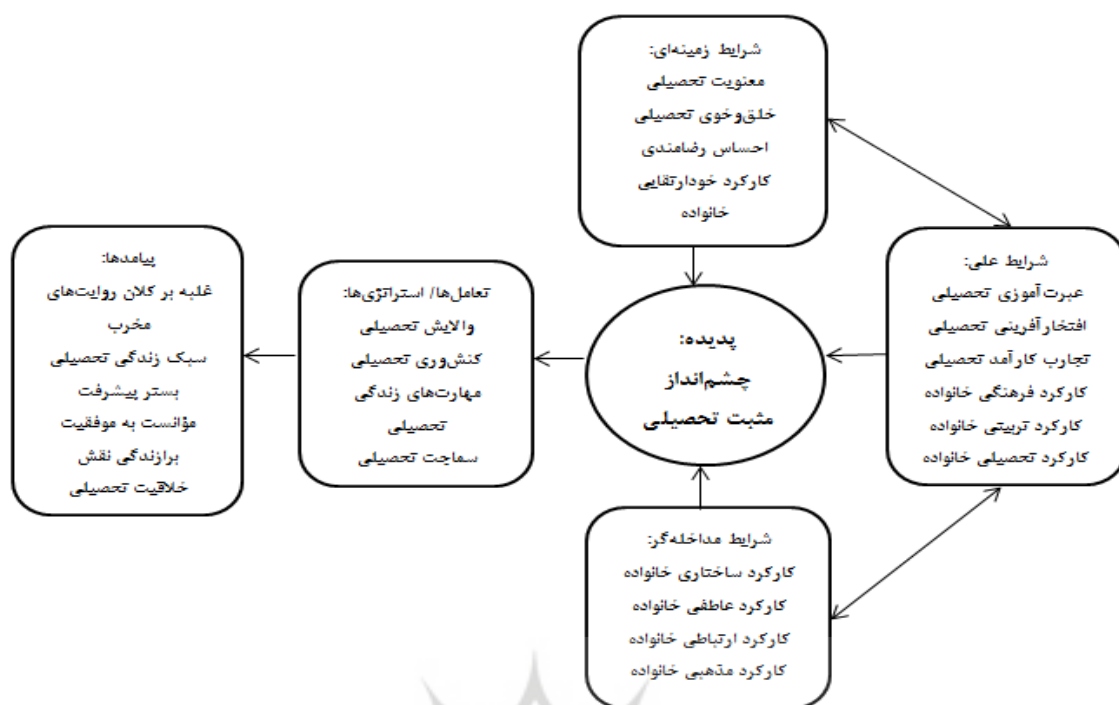 شرایط زمینه‌ای:
معنویت تحصیلی
خلق‌وخوی تحصیلی
احساس رضامندی
کارکرد خودارتقایی
خانواده
شرایط علی:
عبرت‌آموزی تحصیلی
افتخارآفرینی تحصیلی
تجارب کارآمد تحصیلی
کارکرد فرهنگی خانواده
کارکرد تربیتی خانواده
کارکرد تحصیلی خانواده
پدیده:
چشم‌انداز
مثبت تحصیلی
شرایط مداخله‌گر:
کارکرد ساختاری خانواده
کارکرد عاطفی خانواده
کارکرد ارتباطی خانواده
کارکرد مذهبی خانواده
تعامل‌ها/ استراتژی‌ها:
والایش تحصیلی
کنش‌وری تحصیلی
مهارت‌های زندگی
تحصیلی
سماجت تحصیلی
پیامدها:
غلبه بر کلان روایت‌های
مخرب
سبک زندگی تحصیلی
بستر پیشرفت
مؤانست به موفقیت
برازندگی نقش
خلاقیت تحصیلی